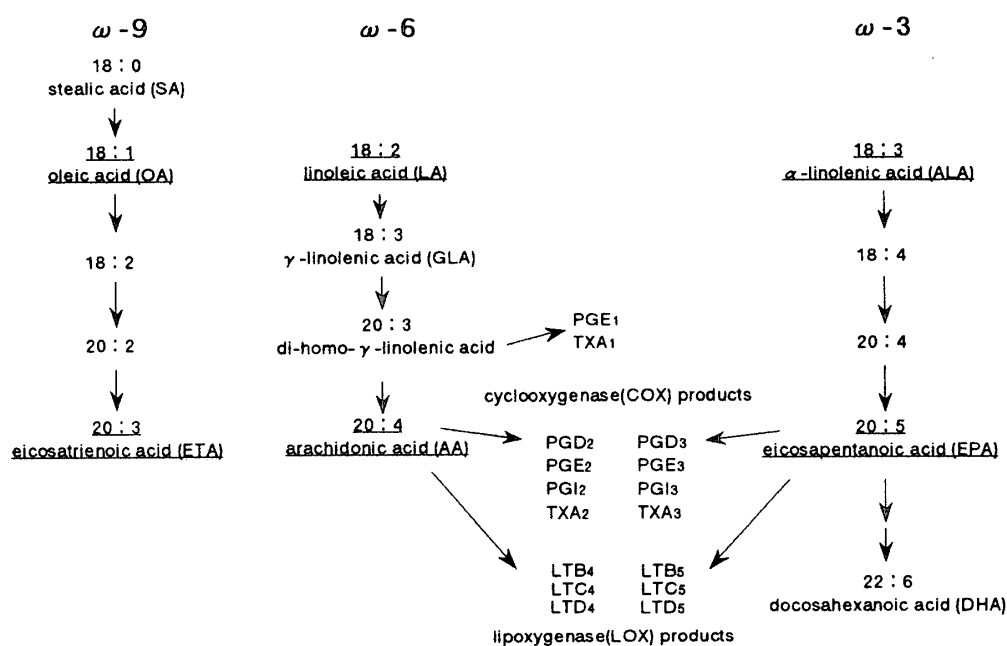 ω-9
18:0
stealic acid (SA)
18:1
oleic acid (OA)
18:2
20:2
20:3
eicosatrienoic acid (ETA)
ω-6
18:2
linoleic acid (LA)
18:3
γ-linolenic acid (GLA)
20:3
di-homo-γ-linolenic acid
20:4
arachidonic acid (AA)
PGE1
TXA1
cyclooxygenase(COX) products
PGD2 PGD3
PGE2 PGE3
PGI2 PGI3
TXA2 TXA3
LTB4 LTB5
LTC4 LTC5
LTD4 LTD5
lipoxygenase(LOX) products
ω-3
18:3
α-linolenic acid (ALA)
18:4
20:4
20:5
eicosapentanoic acid (EPA)
22:6
docosahexanoic acid (DHA)